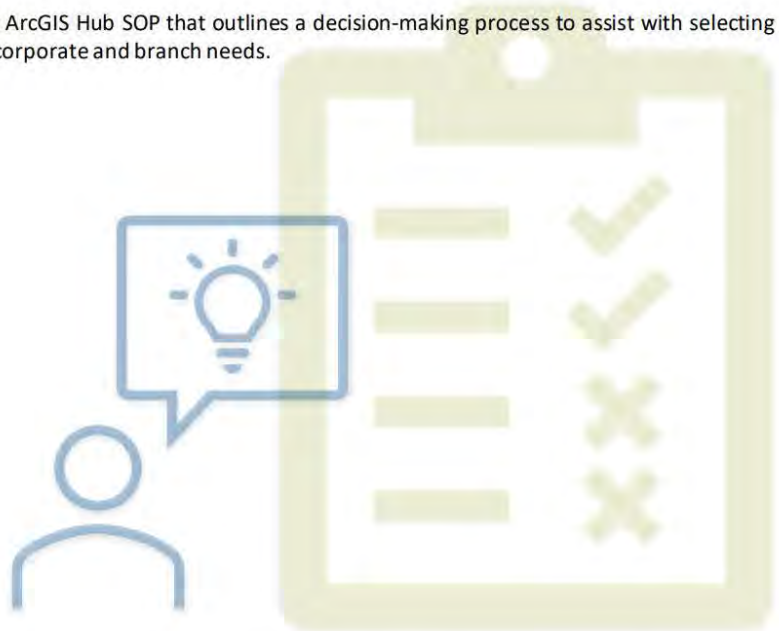 ArcGIS Hub SOP that outlines a decision-making process to assist with selecting
corporate and branch needs.